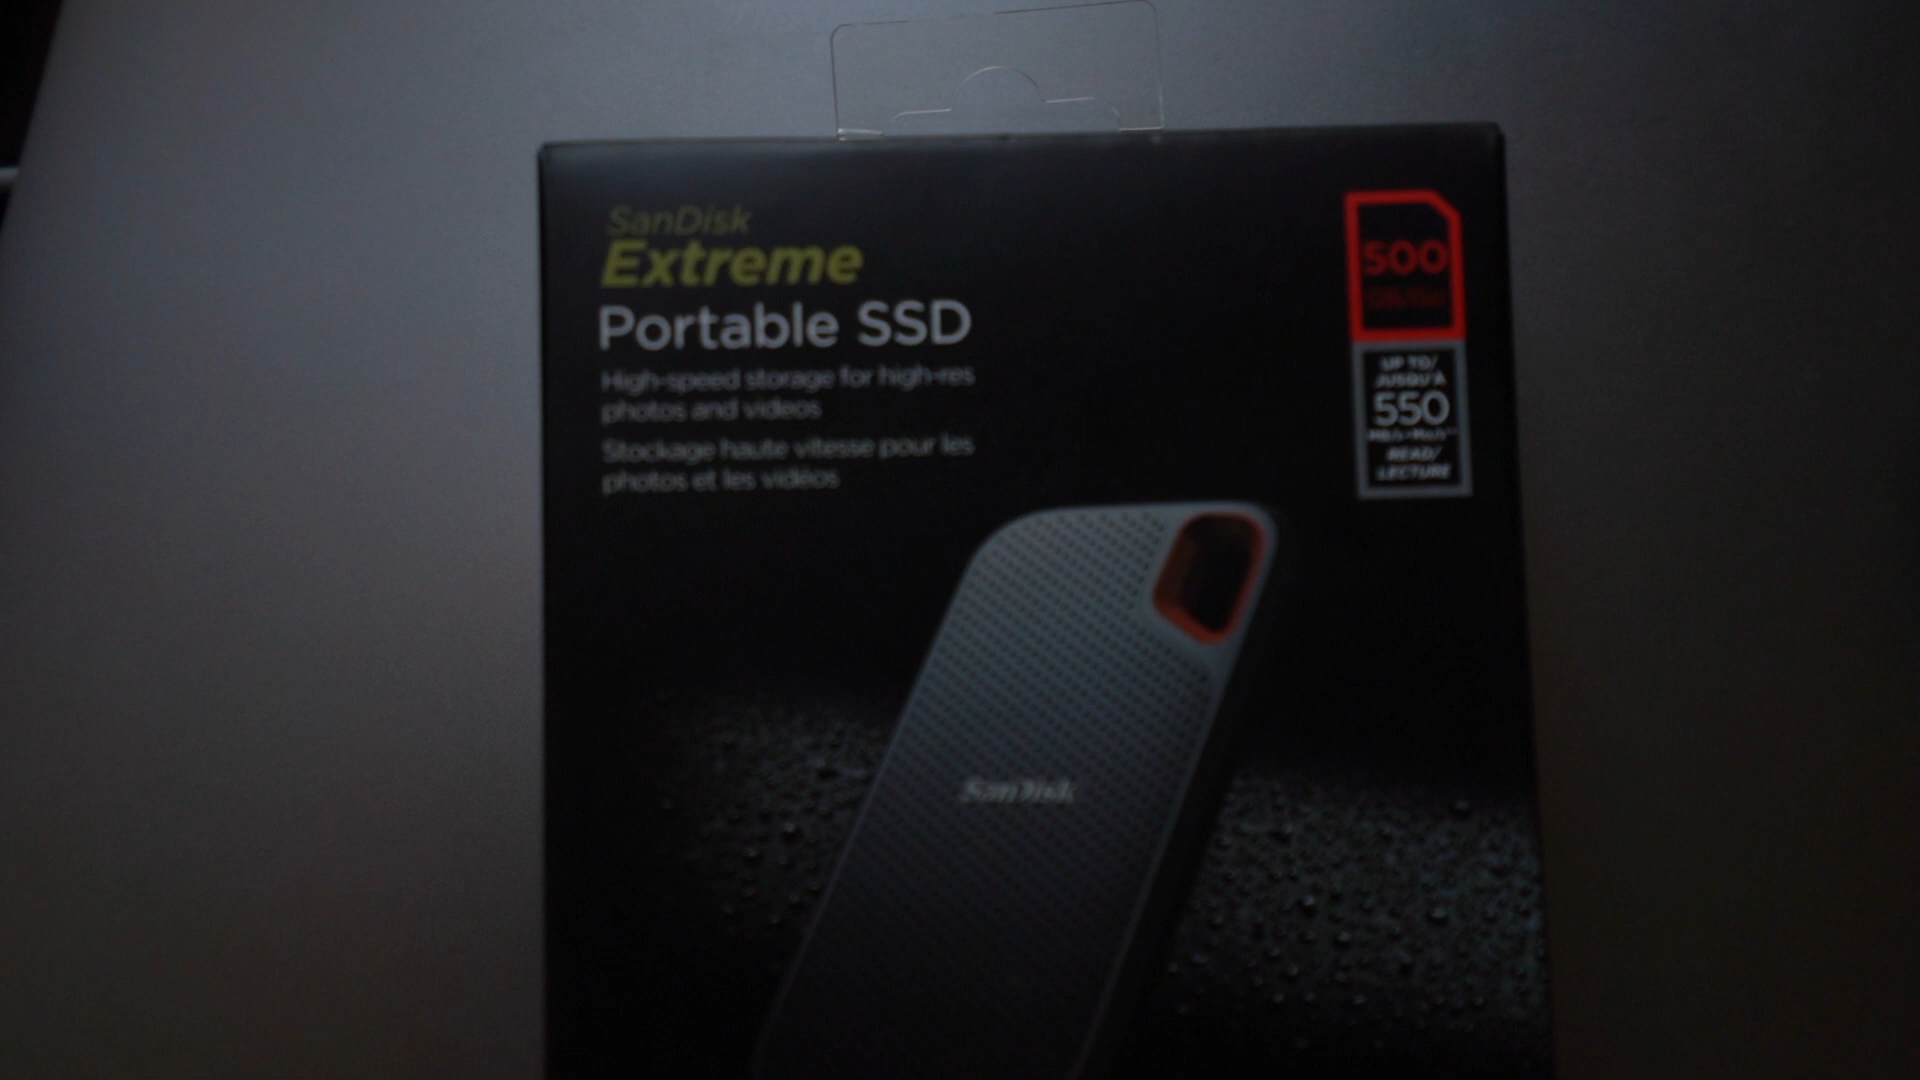 SanDisk
Extreme
Portable SSD
High-speed storage for high-res
photos and videos
Stockage haute vitesse pour les
photos et les vidéos
500
UP TO/
JUSQU'À
550
READ/
LECTURE
SanDisk